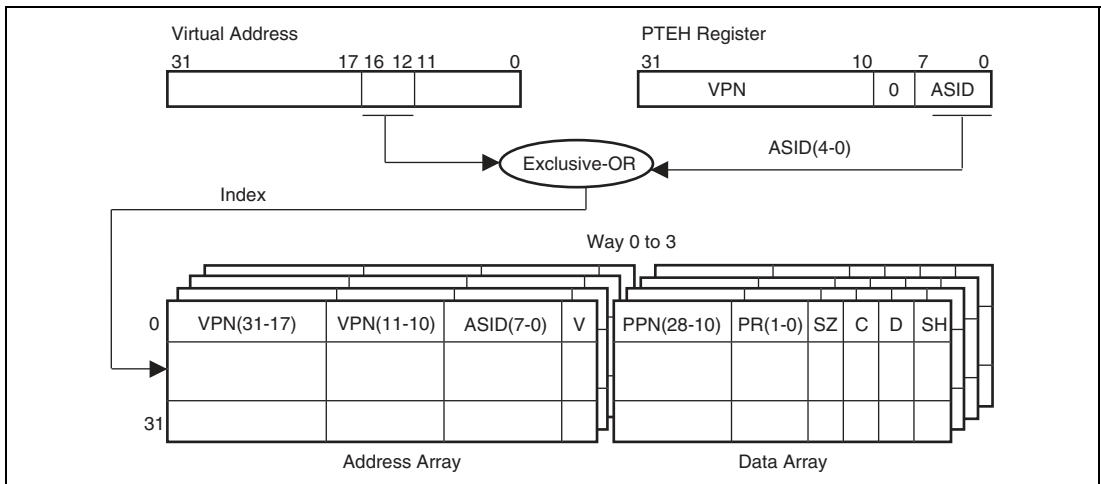 Virtual Address
31 17 16 12 11 0
PTEH Register
31 10 7 0
VPN 0 ASID
ASID(4-0)
Exclusive-OR
Index
Way 0 to 3
0 VPN(31-17) VPN(11-10) ASID(7-0) V PPN(28-10) PR(1-0) SZ C D SH
31
Address Array
Data Array